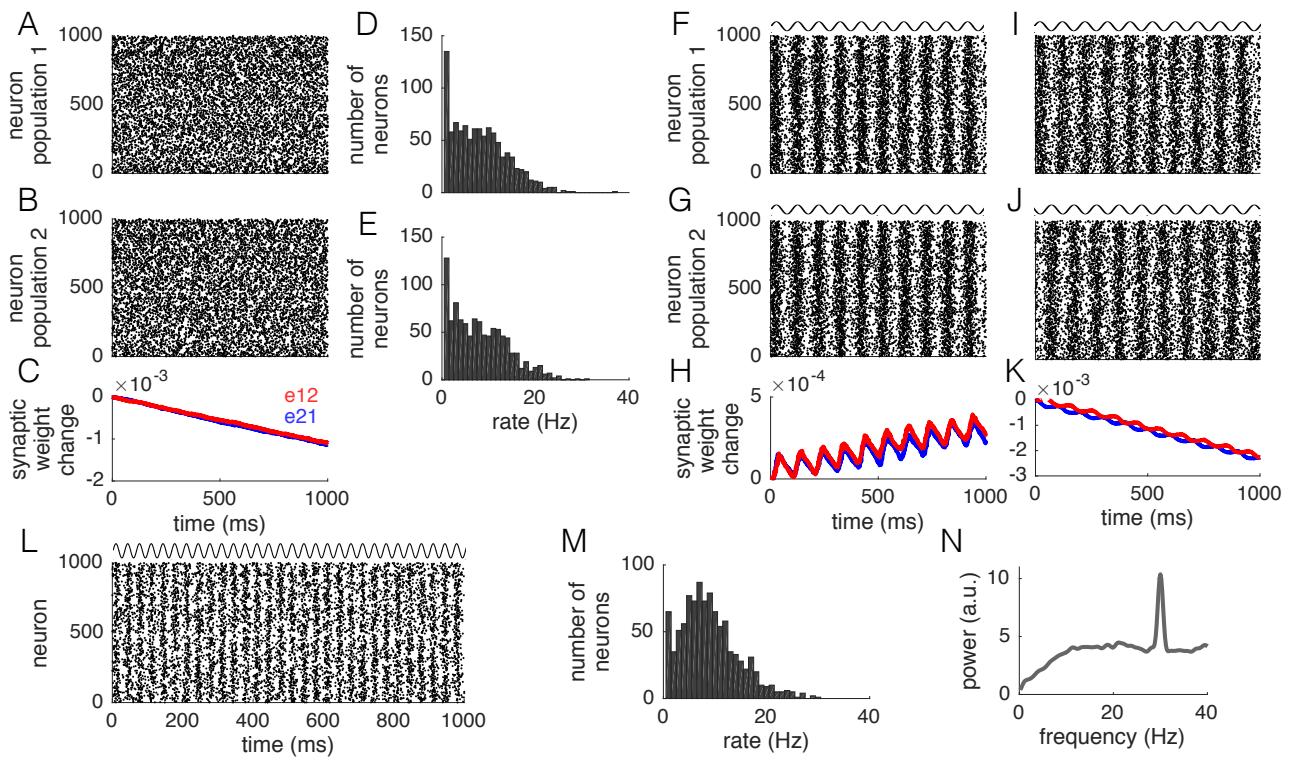 A
1000
500
0
neuron
population 1
B
1000
500
0
neuron
population 2
C
×10-3
0
-1
-2
e12
e21
synaptic
weight
change
0 500 1000
time (ms)
D
150
100
50
0
number of
neurons
E
150
100
50
0
number of
neurons
0 20 40
rate (Hz)
F
1000
500
0
neuron
population 1
G
1000
500
0
neuron
population 2
H
×10-4
5
0
synaptic
weight
change
0 500 1000
time (ms)
I
J
K
×10-3
0
-1
-2
-3
0 500 1000
time (ms)
L
1000
500
0
neuron
0 200 400 600 800 1000
time (ms)
M
100
50
0
number of
neurons
0 20 40
rate (Hz)
N
10
5
0
power (a.u.)
0 20 40
frequency (Hz)